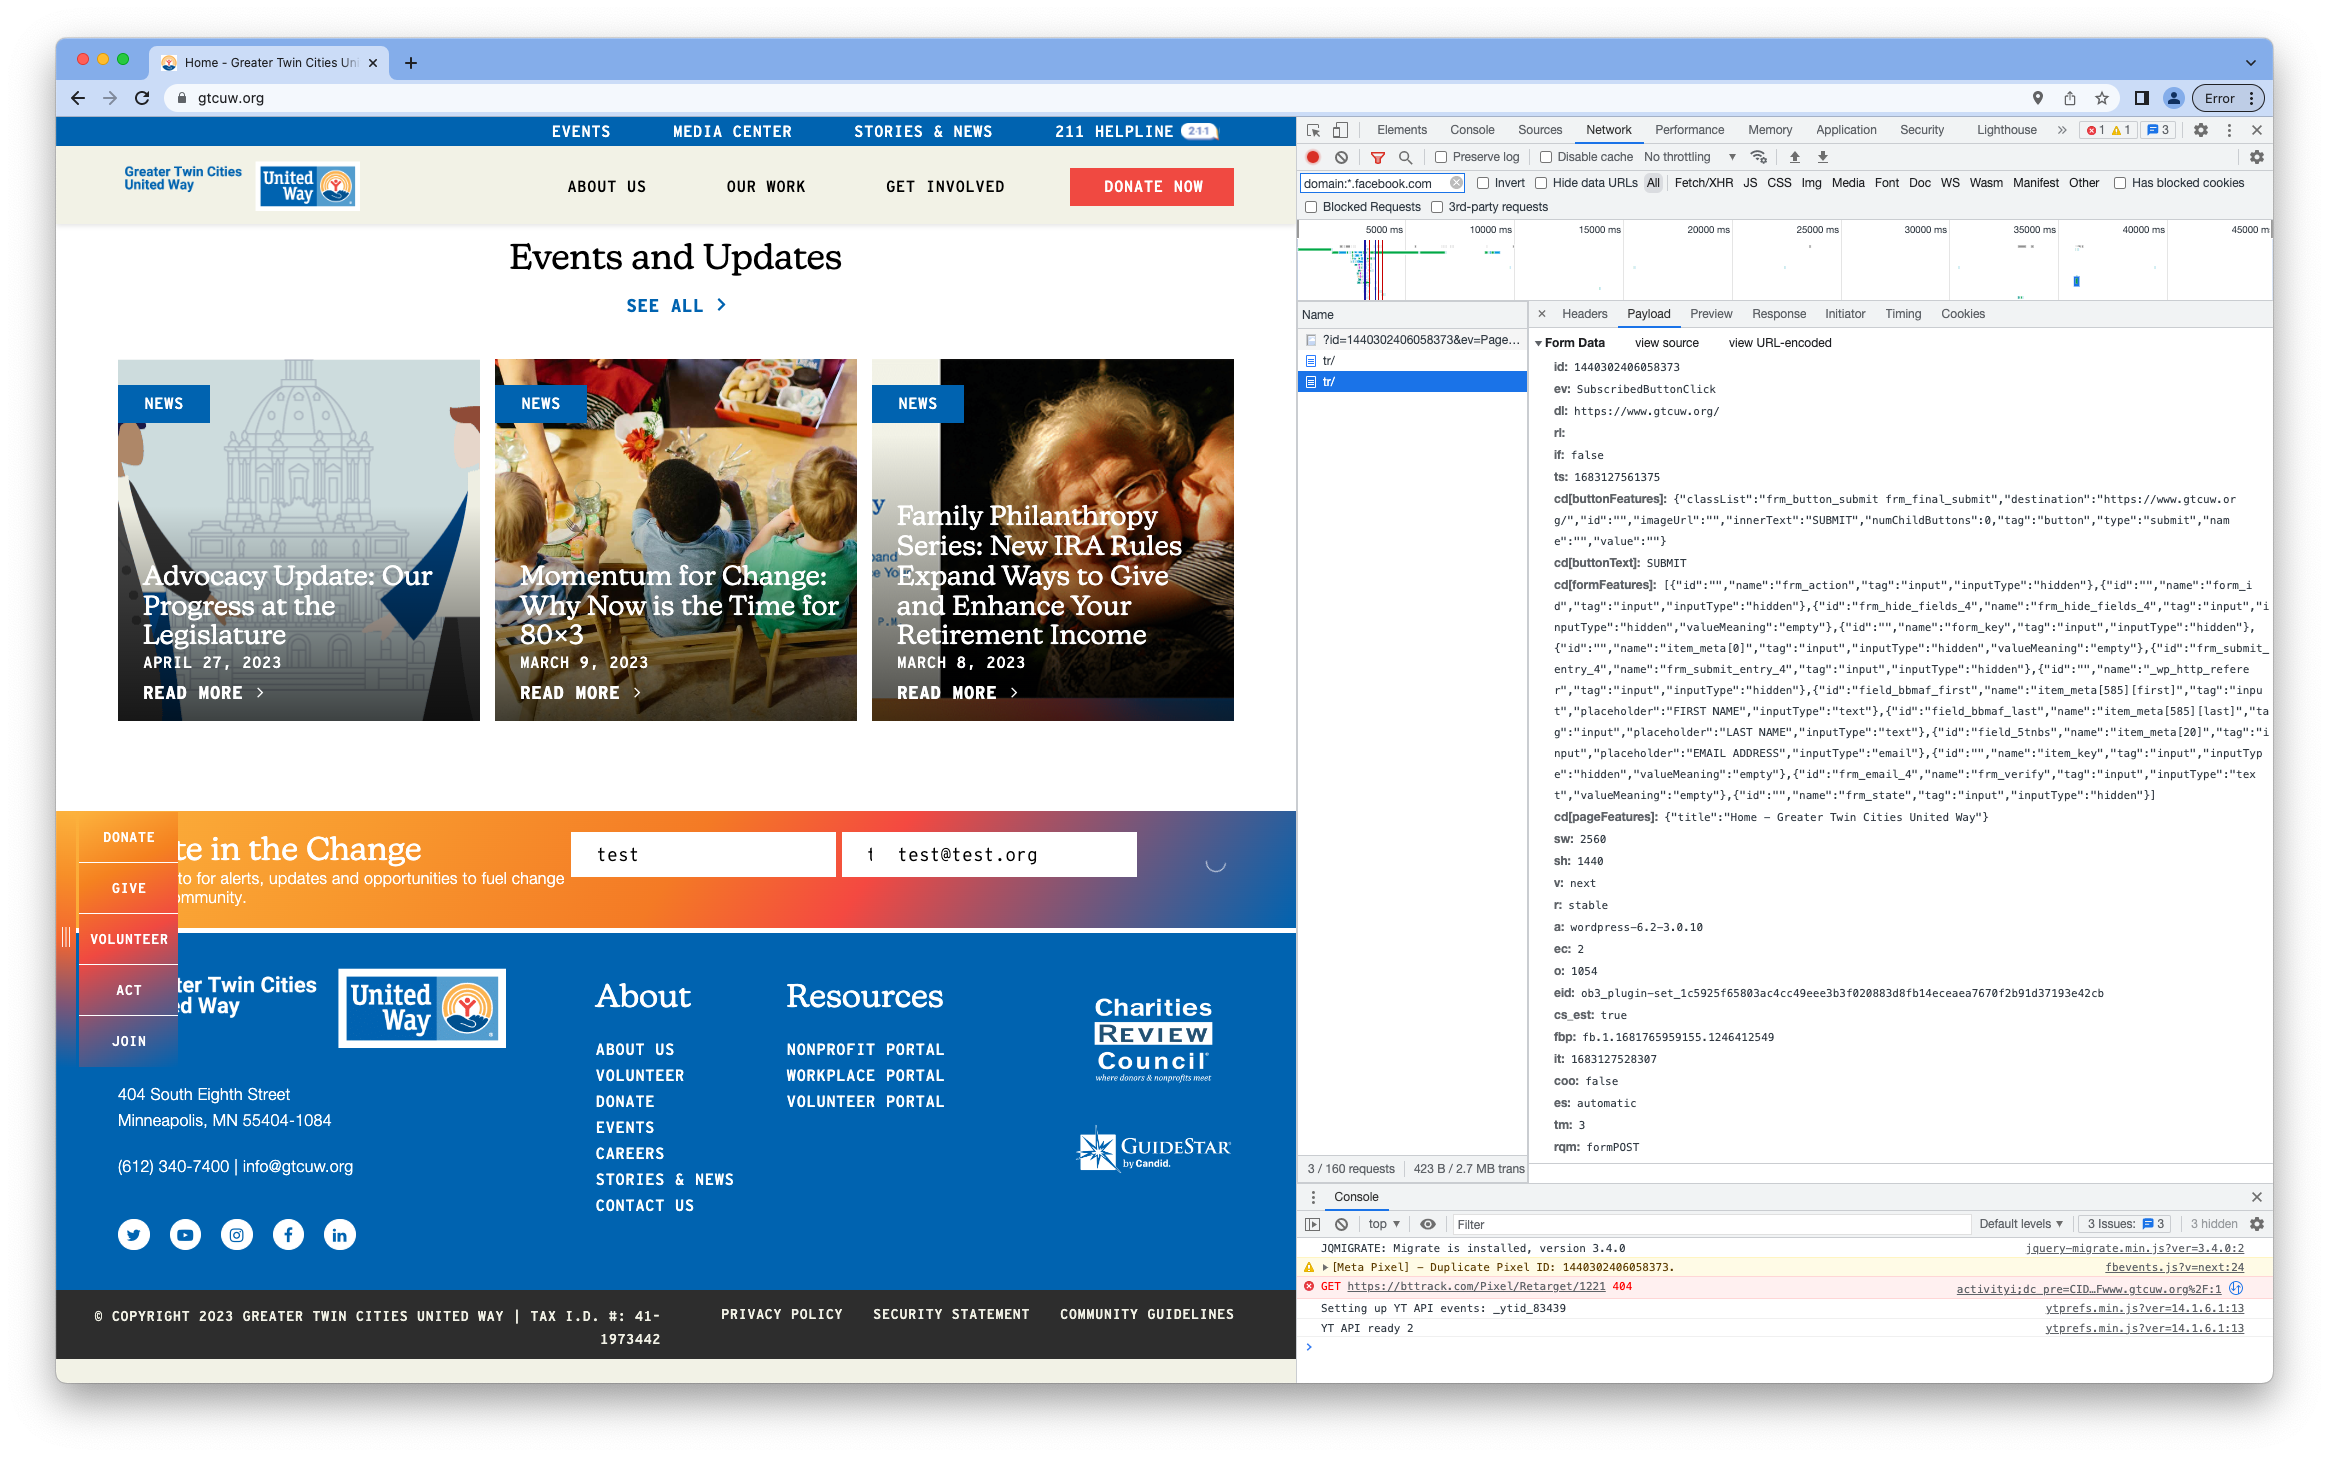 Home - Greater Twin Cities Uni
gtcuw.org
Error
EVENTS
MEDIA CENTER
STORIES & NEWS
211 HELPLINE
211
Greater Twin Cities
United Way
United
Way
ABOUT US
OUR WORK
GET INVOLVED
DONATE NOW
Events and Updates
SEE ALL >
NEWS
Advocacy Update: Our
Progress at the
Legislature
APRIL 27, 2023
READ MORE >
NEWS
Momentum for Change:
Why Now is the Time for
80×3
MARCH 9, 2023
READ MORE >
NEWS
Family Philanthropy
Series: New IRA Rules
Expand Ways to Give
and Enhance Your
Retirement Income
MARCH 8, 2023
READ MORE >
DONATE
GIVE
VOLUNTEER
ACT
JOIN
te in the Change
to for alerts, updates and opportunities to fuel change
mmunity.
test
t
test@test.org
ter Twin Cities
ed Way
United
Way
404 South Eighth Street
Minneapolis, MN 55404-1084
(612) 340-7400 | info@gtcuw.org
About
ABOUT US
VOLUNTEER
DONATE
EVENTS
CAREERS
STORIES & NEWS
CONTACT US
Resources
NONPROFIT PORTAL
WORKPLACE PORTAL
VOLUNTEER PORTAL
Charities
REVIEW
Council
where donors & nonprofits meet
GUIDESTAR
by Candid.
© COPYRIGHT 2023 GREATER TWIN CITIES UNITED WAY | TAX I.D. #: 41-
1973442
PRIVACY POLICY
SECURITY STATEMENT
COMMUNITY GUIDELINES
Elements
Console
Sources
Network
Performance
Memory
Application
Security
Lighthouse
»
1
1
3
Preserve log
Disable cache
No throttling
domain:*.facebook.com
Invert
Hide data URLs
All
Fetch/XHR
JS
CSS
Img
Media
Font
Doc
WS
Wasm
Manifest
Other
Has blocked cookies
Blocked Requests
3rd-party requests
5000 ms
10000 ms
15000 ms
20000 ms
25000 ms
30000 ms
35000 ms
40000 ms
45000 m
Name
?id=1440302406058373&ev=Page...
tr/
tr/
3 / 160 requests
423 B / 2.7 MB trans
Headers
Payload
Preview
Response
Initiator
Timing
Cookies
Form Data
view source
view URL-encoded
id: 1440302406058373
ev: SubscribedButtonClick
dl: https://www.gtcuw.org/
rl:
if: false
ts: 1683127561375
cd[buttonFeatures]: {"classList":"frm_button_submit frm_final_submit","destination":"https://www.gtcuw.or
g/","id":"","imageUrl":"","innerText":"SUBMIT","numChildButtons":0,"tag":"button","type":"submit","nam
e":"","value":""}
cd[buttonText]: SUBMIT
cd[formFeatures]: [{"id":"","name":"frm_action","tag":"input","inputType":"hidden"},{"id":"","name":"form_i
d","tag":"input","inputType":"hidden"},{"id":"frm_hide_fields_4","name":"frm_hide_fields_4","tag":"input","i
nputType":"hidden","valueMeaning":"empty"},{"id":"","name":"form_key","tag":"input","inputType":"hidden"},
{"id":"","name":"item_meta[0]","tag":"input","inputType":"hidden","valueMeaning":"empty"},{"id":"frm_submit_
entry_4","name":"frm_submit_entry_4","tag":"input","inputType":"hidden"},{"id":"","name":"_wp_http_refere
r","tag":"input","inputType":"hidden"},{"id":"field_bbmaf_first","name":"item_meta[585][first]","tag":"inpu
t","placeholder":"FIRST NAME","inputType":"text"},{"id":"field_bbmaf_last","name":"item_meta[585][last]","ta
g":"input","placeholder":"LAST NAME","inputType":"text"},{"id":"field_5tnbs","name":"item_meta[20]","tag":"i
nput","placeholder":"EMAIL ADDRESS","inputType":"email"},{"id":"","name":"item_key","tag":"input","inputTyp
e":"hidden","valueMeaning":"empty"},{"id":"frm_email_4","name":"frm_verify","tag":"input","inputType":"tex
t","valueMeaning":"empty"},{"id":"","name":"frm_state","tag":"input","inputType":"hidden"}]
cd[pageFeatures]: {"title":"Home – Greater Twin Cities United Way"}
sw: 2560
sh: 1440
v: next
r: stable
a: wordpress-6.2-3.0.10
ec: 2
o: 1054
eid: ob3_plugin-set_1c5925f65803ac4cc49eee3b3f020883d8fb14eceaea7670f2b91d37193e42cb
cs_est: true
fbp: fb.1.1681765959155.1246412549
it: 1683127528307
coo: false
es: automatic
tm: 3
rqm: formPOST
Console
top
Filter
Default levels
3 Issues:
3
3 hidden
JQMIGRATE: Migrate is installed, version 3.4.0
jquery-migrate.min.js?ver=3.4.0:2
[Meta Pixel] – Duplicate Pixel ID: 1440302406058373.
fbevents.js?v=next:24
GET https://bttrack.com/Pixel/Retarget/1221 404
activityi;dc_pre=CID…Fwww.gtcuw.org%2F:1
Setting up YT API events: _ytid_83439
ytprefs.min.js?ver=14.1.6.1:13
YT API ready 2
ytprefs.min.js?ver=14.1.6.1:13